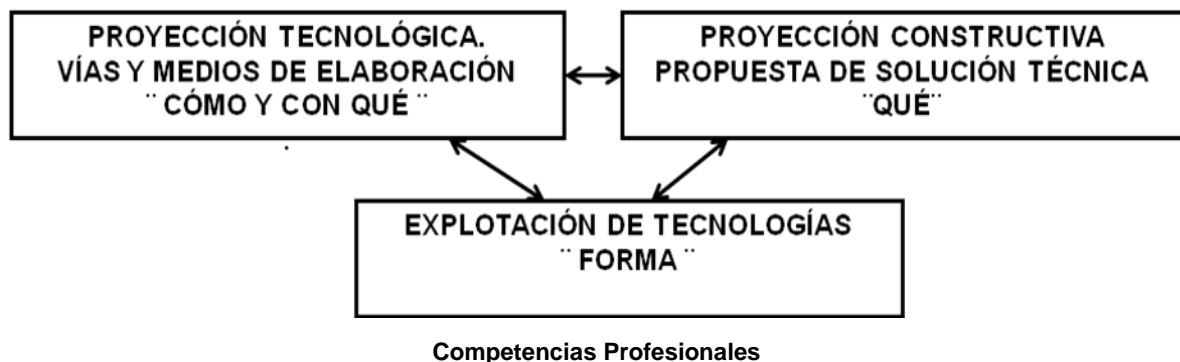 PROYECCIÓN TECNOLÓGICA.
VÍAS Y MEDIOS DE ELABORACIÓN
¨ CÓMO Y CON QUÉ ¨
PROYECCIÓN CONSTRUCTIVA
PROPUESTA DE SOLUCIÓN TÉCNICA
¨QUÉ¨
EXPLOTACIÓN DE TECNOLOGÍAS
¨ FORMA ¨
Competencias Profesionales